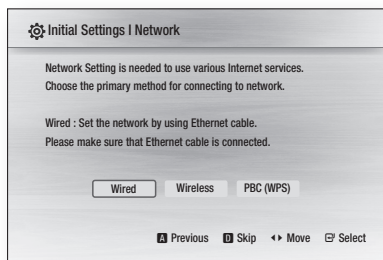 Initial Settings I Network
Network Setting is needed to use various Internet services.
Choose the primary method for connecting to network.
Wired : Set the network by using Ethernet cable.
Please make sure that Ethernet cable is connected.
Wired Wireless PBC (WPS)
A Previous D Skip Move Select